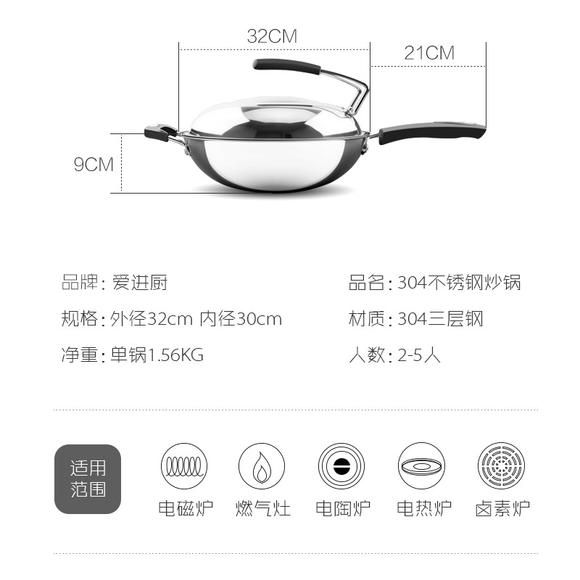 32CM
21CM
9CM
品牌: 爱进厨
品名: 304不锈钢炒锅
规格: 外径32cm 内径30cm
材质: 304三层钢
净重: 单锅1.56KG
人数: 2-5人
适用
范围
电磁炉
燃气灶
电陶炉
电热炉
卤素炉